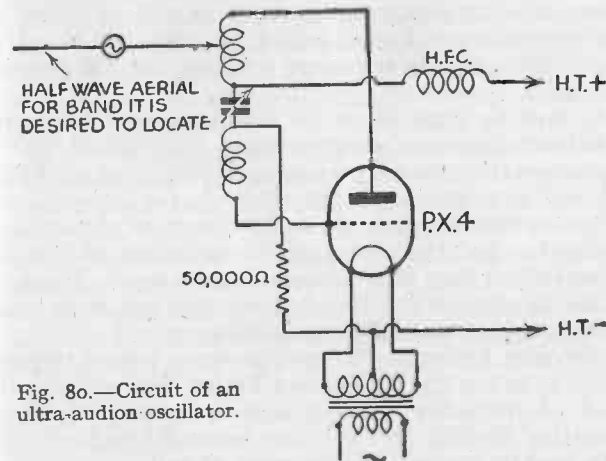 H.F.C.
H.T.+
HALF WAVE AERIAL
FOR BAND IT IS
DESIRED TO LOCATE
P.X.4
50,000Ω
H.T.-
Fig. 80.—Circuit of an
ultra-audion oscillator.